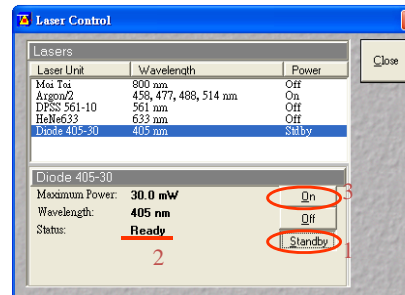 Laser Control
Lasers
Close
Laser Unit Wavelength Power
Mai Tai 800 nm Off
Argon/2 458, 477, 488, 514 nm On
DPSS 561-10 561 nm Off
HeNe633 633 nm Off
Diode 405-30 405 nm Stdby
Diode 405-30
Maximum Power: 30.0 mW On 3
Wavelength: 405 nm Off
Status: Ready Standby 1
2